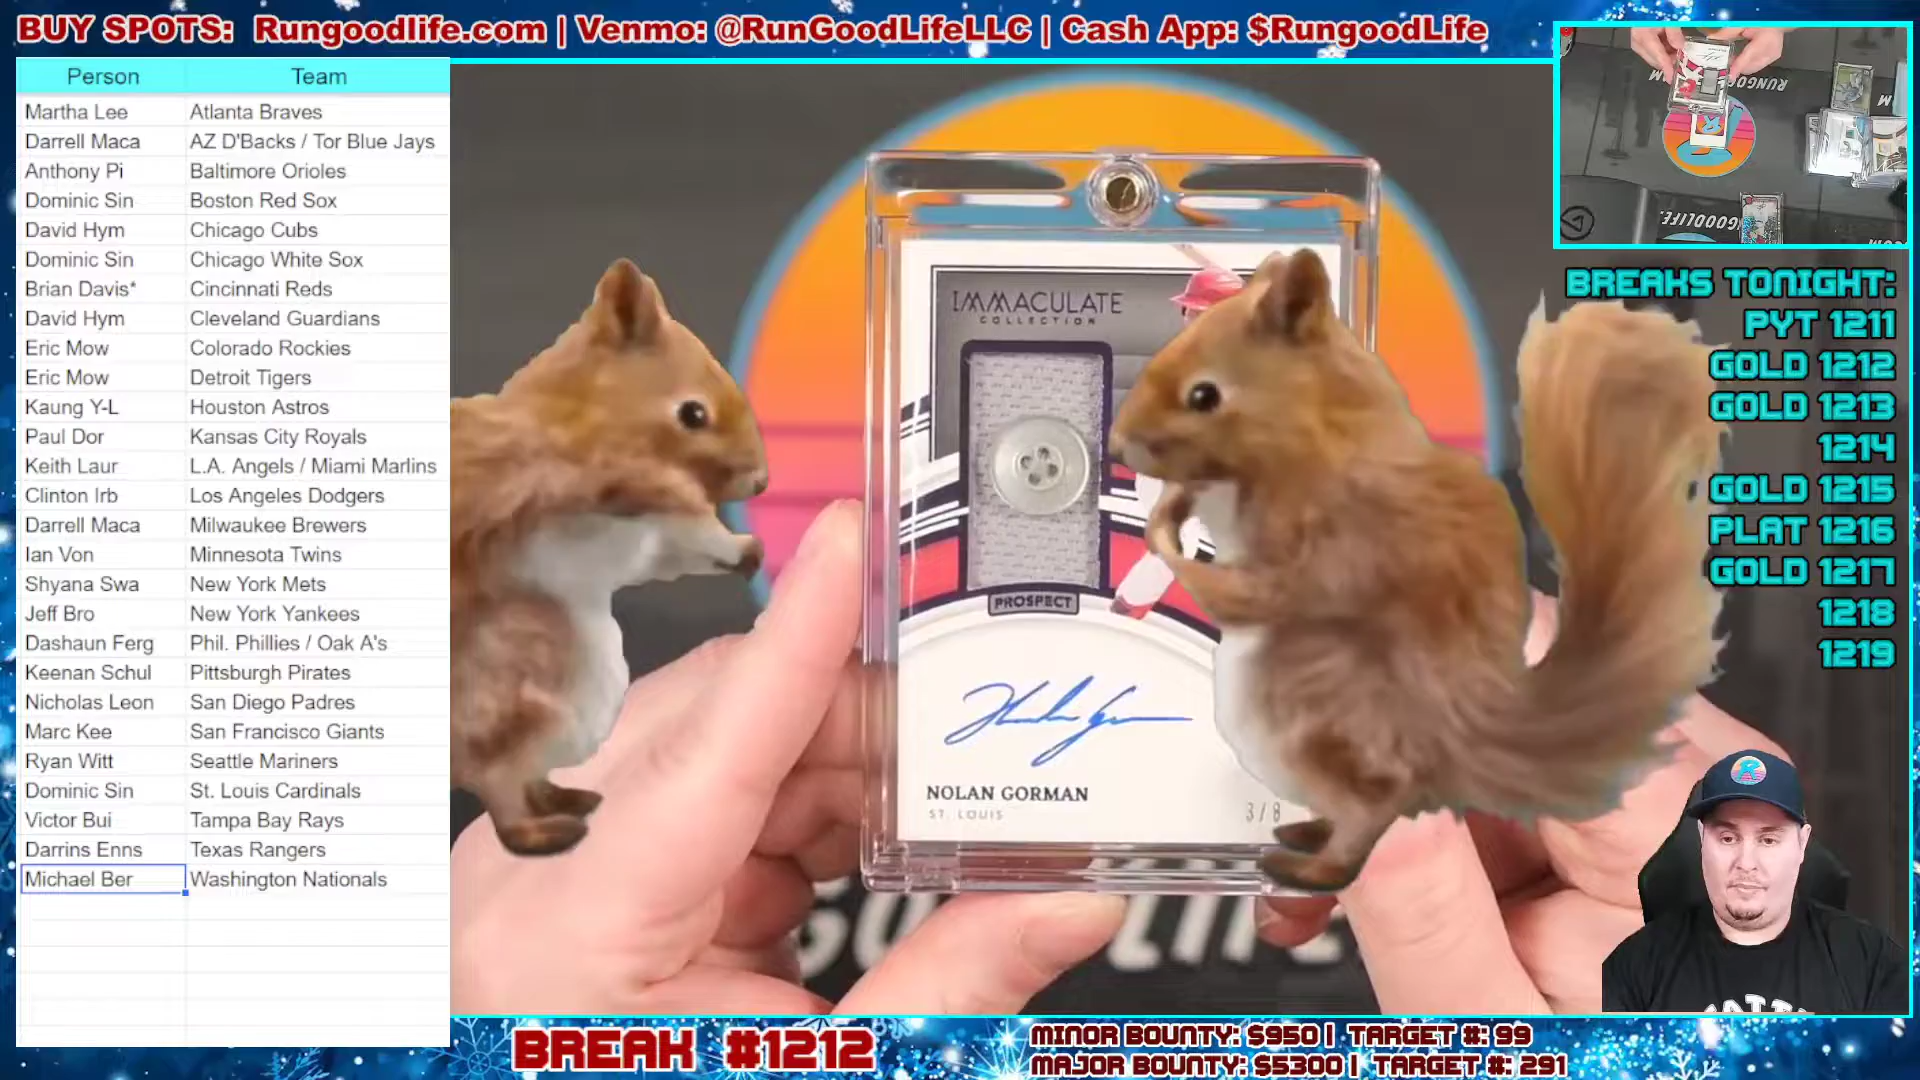 BUY SPOTS: Rungoodlife.com | Venmo: @RunGoodLifeLLC | Cash App: $RungoodLife
Person Team
Martha Lee Atlanta Braves
Darrell Maca AZ D'Backs / Tor Blue Jays
Anthony Pi Baltimore Orioles
Dominic Sin Boston Red Sox
David Hym Chicago Cubs
Dominic Sin Chicago White Sox
Brian Davis* Cincinnati Reds
David Hym Cleveland Guardians
Eric Mow Colorado Rockies
Eric Mow Detroit Tigers
Kaung Y-L Houston Astros
Paul Dor Kansas City Royals
Keith Laur L.A. Angels / Miami Marlins
Clinton Irb Los Angeles Dodgers
Darrell Maca Milwaukee Brewers
Ian Von Minnesota Twins
Shyana Swa New York Mets
Jeff Bro New York Yankees
Dashaun Ferg Phil. Phillies / Oak A's
Keenan Schul Pittsburgh Pirates
Nicholas Leon San Diego Padres
Marc Kee San Francisco Giants
Ryan Witt Seattle Mariners
Dominic Sin St. Louis Cardinals
Victor Bui Tampa Bay Rays
Darrins Enns Texas Rangers
Michael Ber Washington Nationals
IMMACULATE
COLLECTION
PROSPECT
NOLAN GORMAN
ST. LOUIS
3/8
BREAKS TONIGHT:
PYT 1211
GOLD 1212
GOLD 1213
1214
GOLD 1215
PLAT 1216
GOLD 1217
1218
1219
BREAK #1212
MINOR BOUNTY: $950 | TARGET #: 99
MAJOR BOUNTY: $5300 | TARGET #: 291